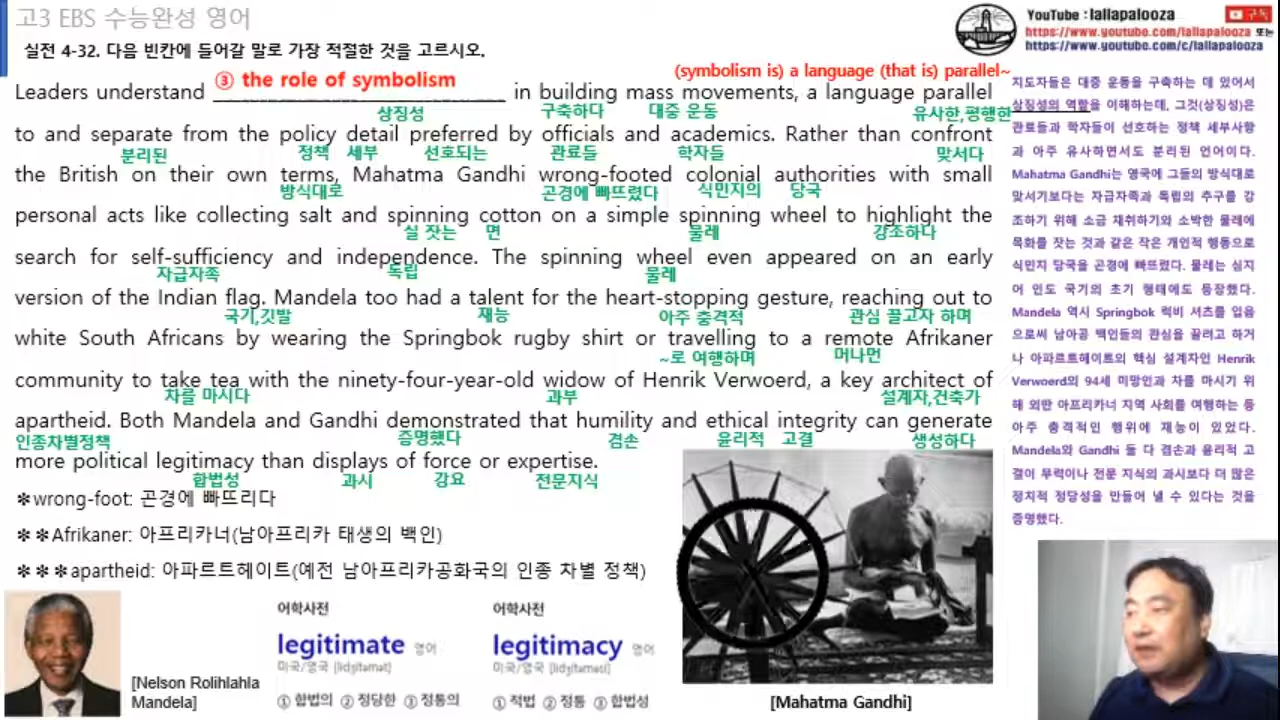 고3 EBS 수능완성 영어
실전 4-32. 다음 빈칸에 들어갈 말로 가장 적절한 것을 고르시오.
YouTube : lallapalooza
구독
https://www.youtube.com/lallapalooza 또는
https://www.youtube.com/c/lallapalooza
③ the role of symbolism
(symbolism is) a language (that is) parallel~
Leaders understand ______ in building mass movements, a language parallel
상징성 구축하다 대중 운동 유사한,평행한
to and separate from the policy detail preferred by officials and academics. Rather than confront
분리된 정책 세부 선호되는 관료들 학자들 맞서다
the British on their own terms, Mahatma Gandhi wrong-footed colonial authorities with small
방식대로 곤경에 빠뜨렸다 식민지의 당국
personal acts like collecting salt and spinning cotton on a simple spinning wheel to highlight the
실 잣는 면 물레 강조하다
search for self-sufficiency and independence. The spinning wheel even appeared on an early
자급자족 독립 물레
version of the Indian flag. Mandela too had a talent for the heart-stopping gesture, reaching out to
국기,깃발 재능 아주 충격적 관심 끌고자 하며
white South Africans by wearing the Springbok rugby shirt or travelling to a remote Afrikaner
~로 여행하며 머나먼
community to take tea with the ninety-four-year-old widow of Henrik Verwoerd, a key architect of
차를 마시다 과부 설계자,건축가
apartheid. Both Mandela and Gandhi demonstrated that humility and ethical integrity can generate
인종차별정책 증명했다 겸손 윤리적 고결 생성하다
more political legitimacy than displays of force or expertise.
합법성 과시 강요 전문지식
✻wrong-foot: 곤경에 빠뜨리다
✻✻Afrikaner: 아프리카너(남아프리카 태생의 백인)
✻✻✻apartheid: 아파르트헤이트(예전 남아프리카공화국의 인종 차별 정책)
지도자들은 대중 운동을 구축하는 데 있어서
상징성의 역할을 이해하는데, 그것(상징성)은
관료들과 학자들이 선호하는 정책 세부사항
과 아주 유사하면서도 분리된 언어이다.
Mahatma Gandhi는 영국에 그들의 방식대로
맞서기보다는 자급자족과 독립의 추구를 강
조하기 위해 소금 채취하기와 소박한 물레에
목화를 잣는 것과 같은 작은 개인적 행동으로
식민지 당국을 곤경에 빠뜨렸다. 물레는 심지
어 인도 국기의 초기 형태에도 등장했다.
Mandela 역시 Springbok 럭비 셔츠를 입음
으로써 남아공 백인들의 관심을 끌려고 하거
나 아파르트헤이트의 핵심 설계자인 Henrik
Verwoerd의 94세 미망인과 차를 마시기 위
해 외딴 아프리카너 지역 사회를 여행하는 등
아주 충격적인 행위에 재능이 있었다.
Mandela와 Gandhi 둘 다 겸손과 윤리적 고
결이 무력이나 전문 지식의 과시보다 더 많은
정치적 정당성을 만들어 낼 수 있다는 것을
증명했다.
[Nelson Rolihlahla
Mandela]
어학사전
legitimate 영어
미국/영국 [lidʒítəmət]
① 합법의 ② 정당한 ③ 정통의
어학사전
legitimacy 영어
미국/영국 [lidʒítəməsi]
① 적법 ② 정통 ③ 합법성
[Mahatma Gandhi]